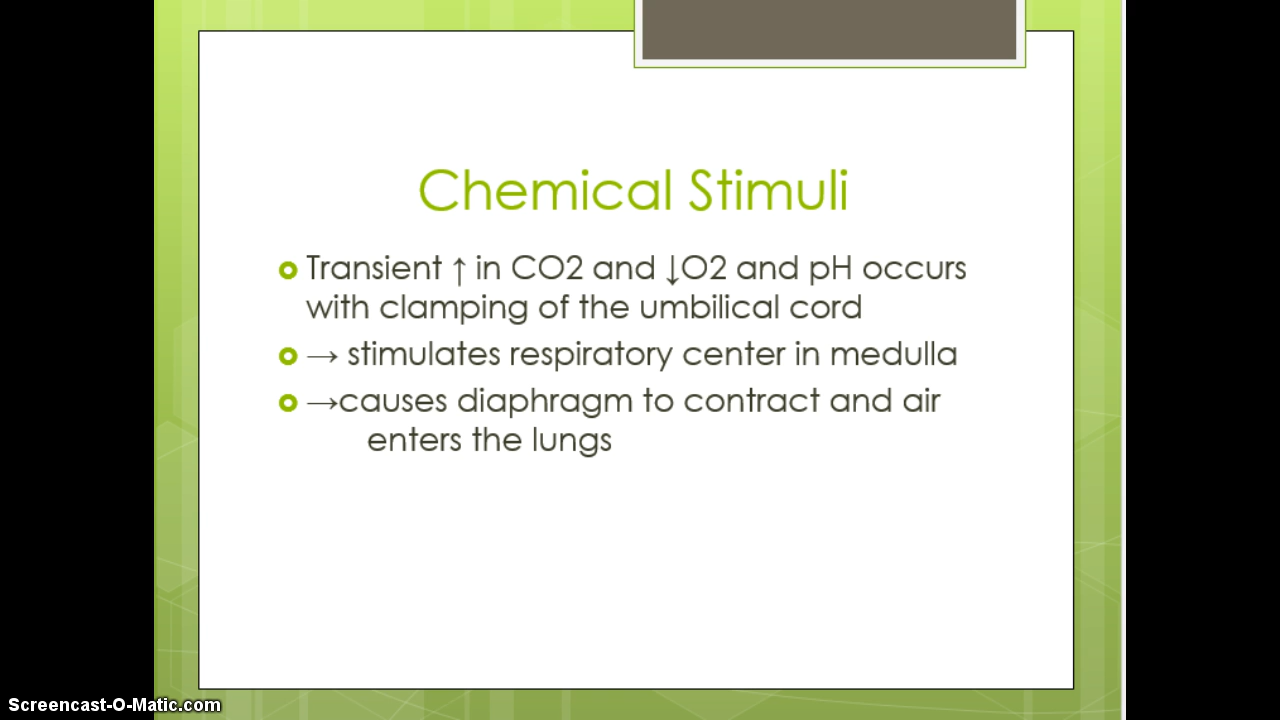 Chemical Stimuli
Transient ↑ in CO2 and ↓O2 and pH occurs
with clamping of the umbilical cord
→ stimulates respiratory center in medulla
→causes diaphragm to contract and air
enters the lungs
Screencast-O-Matic.com